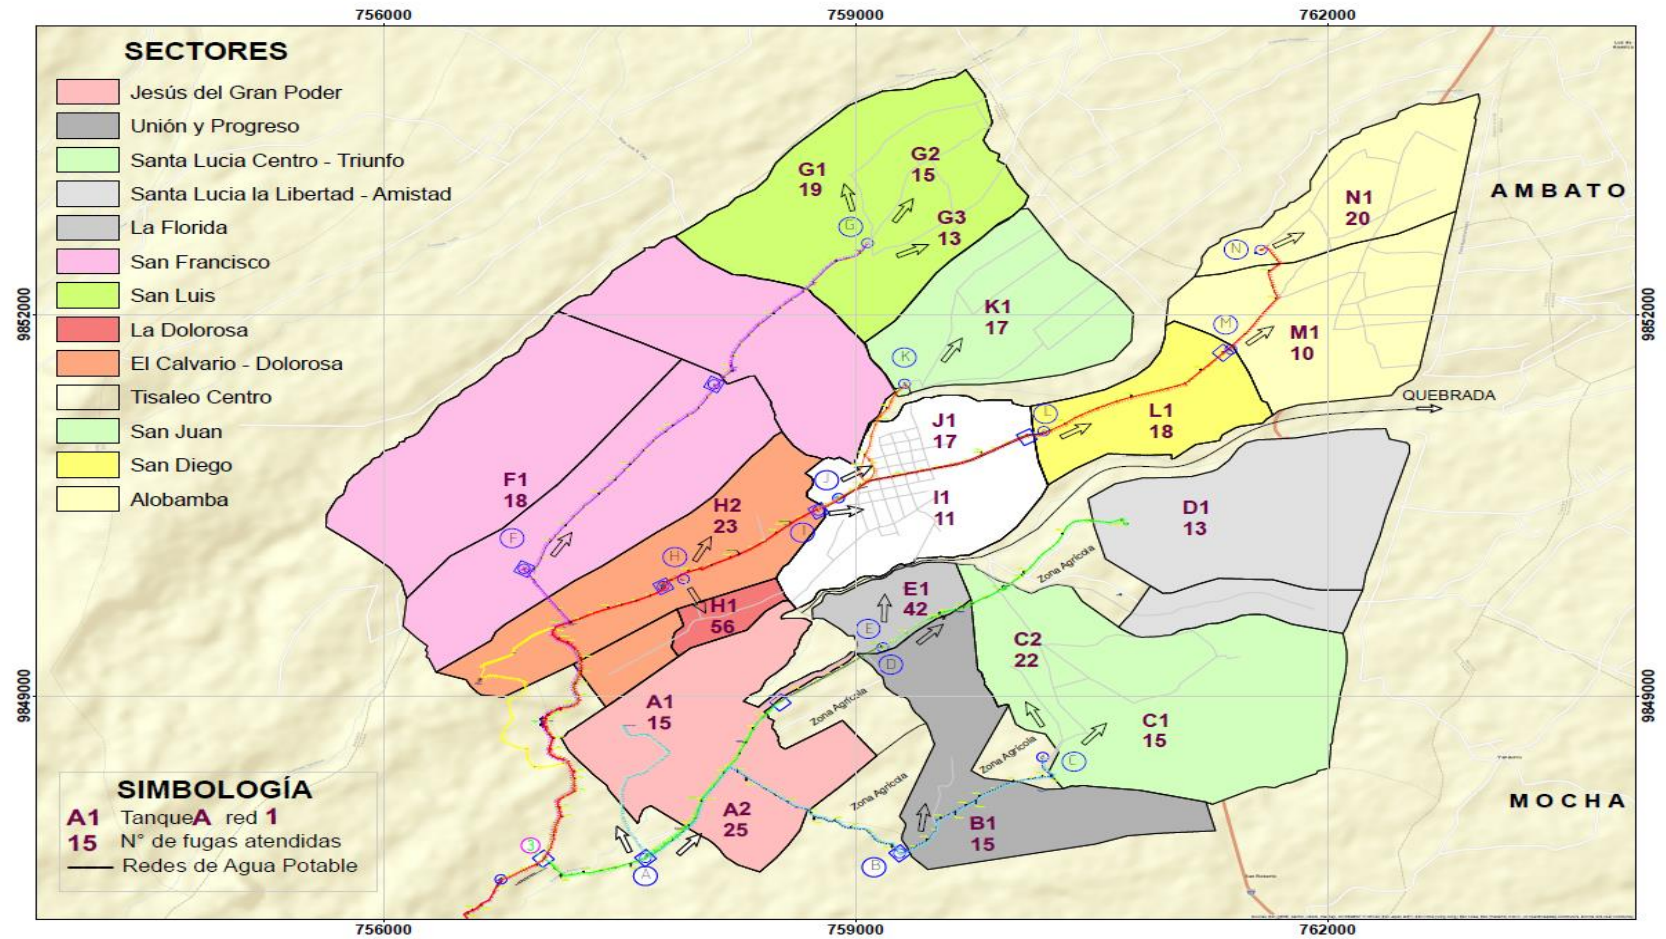 756000
759000
762000
SECTORES
Jesús del Gran Poder
Unión y Progreso
Santa Lucia Centro - Triunfo
Santa Lucia la Libertad - Amistad
La Florida
San Francisco
San Luis
La Dolorosa
El Calvario - Dolorosa
Tisaleo Centro
San Juan
San Diego
Alobamba
G1
19
G2
15
G3
13
G
N1
20
N
AMBATO
9852000
9852000
K1
17
K
M
M1
10
QUEBRADA
L
L1
18
J1
17
J
I1
11
I
F1
18
F
H2
23
H
H1
56
D1
13
Zona Agrícola
E1
42
E
D
C2
22
9849000
9849000
A1
15
Zona Agrícola
C1
15
C
Zona Agrícola
Zona Agrícola
A2
25
B1
15
B
A
3
MOCHA
SIMBOLOGÍA
A1 Tanque A red 1
15 N° de fugas atendidas
Redes de Agua Potable
756000
759000
762000